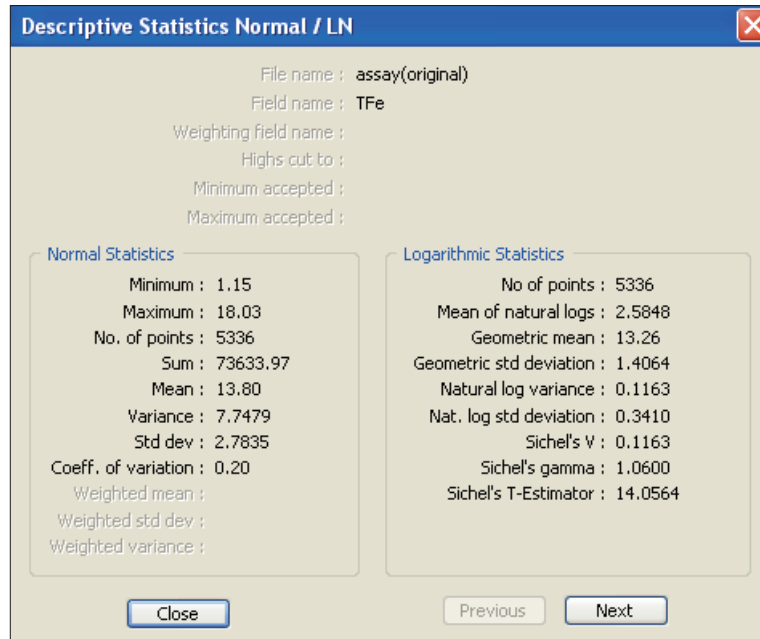 Descriptive Statistics Normal / LN
File name : assay(original)
Field name : TFe
Weighting field name :
Highs cut to :
Minimum accepted :
Maximum accepted :
Normal Statistics
Minimum : 1.15
Maximum : 18.03
No. of points : 5336
Sum : 73633.97
Mean : 13.80
Variance : 7.7479
Std dev : 2.7835
Coeff. of variation : 0.20
Weighted mean :
Weighted std dev :
Weighted variance :
Logarithmic Statistics
No of points : 5336
Mean of natural logs : 2.5848
Geometric mean : 13.26
Geometric std deviation : 1.4064
Natural log variance : 0.1163
Nat. log std deviation : 0.3410
Sichel's V : 0.1163
Sichel's gamma : 1.0600
Sichel's T-Estimator : 14.0564
Close
Previous
Next